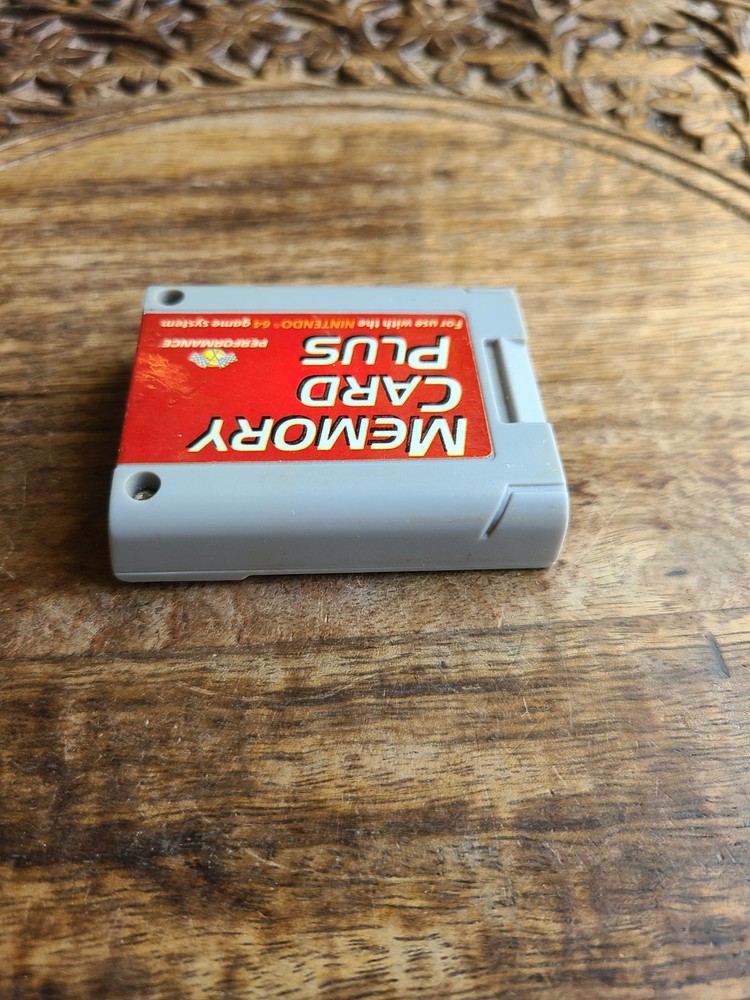 MEMORY
CARD
PLUS
PERFORMANCE
For use with the NINTENDO® 64 game system